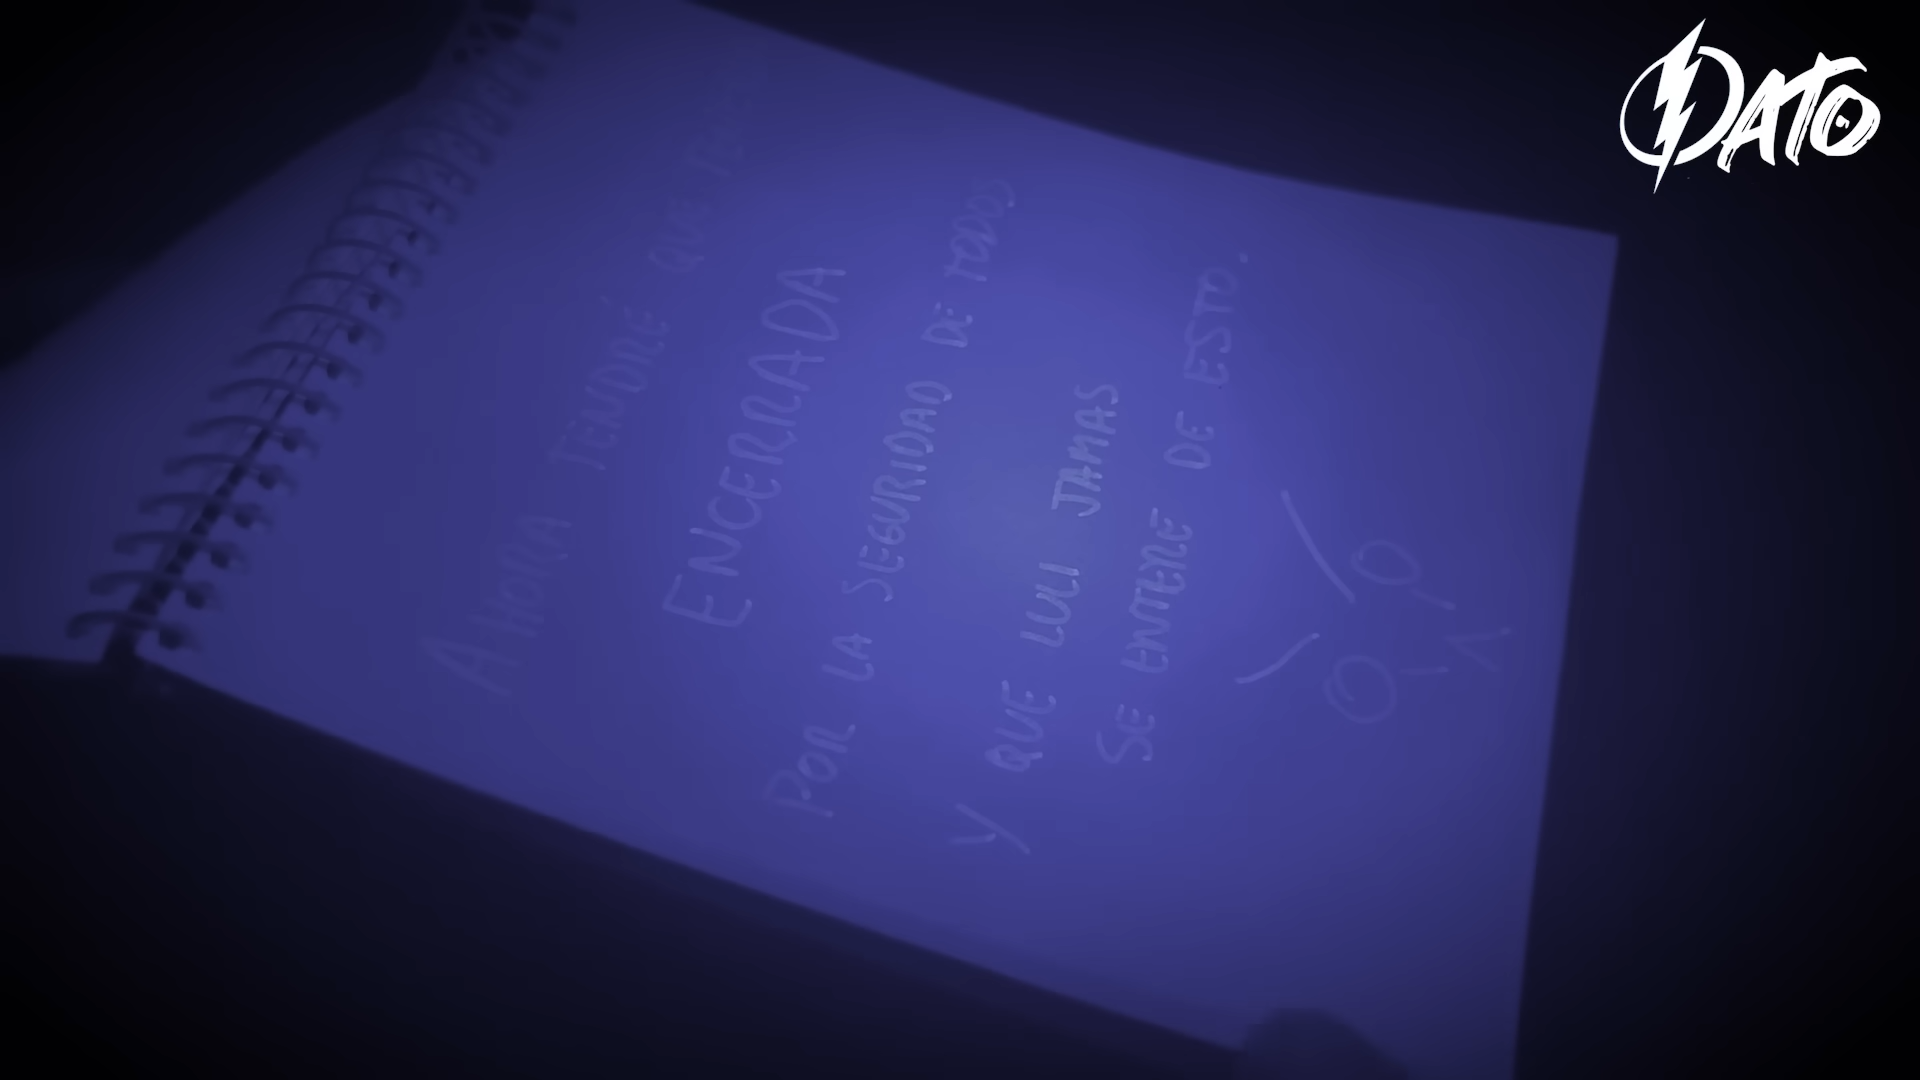 DATO
AHORA TENDRÉ QUE
ENCERRADA
POR LA SEGURIDAD DE TODOS
Y QUE LULI JAMAS
SE ENTERE DE ESTO.